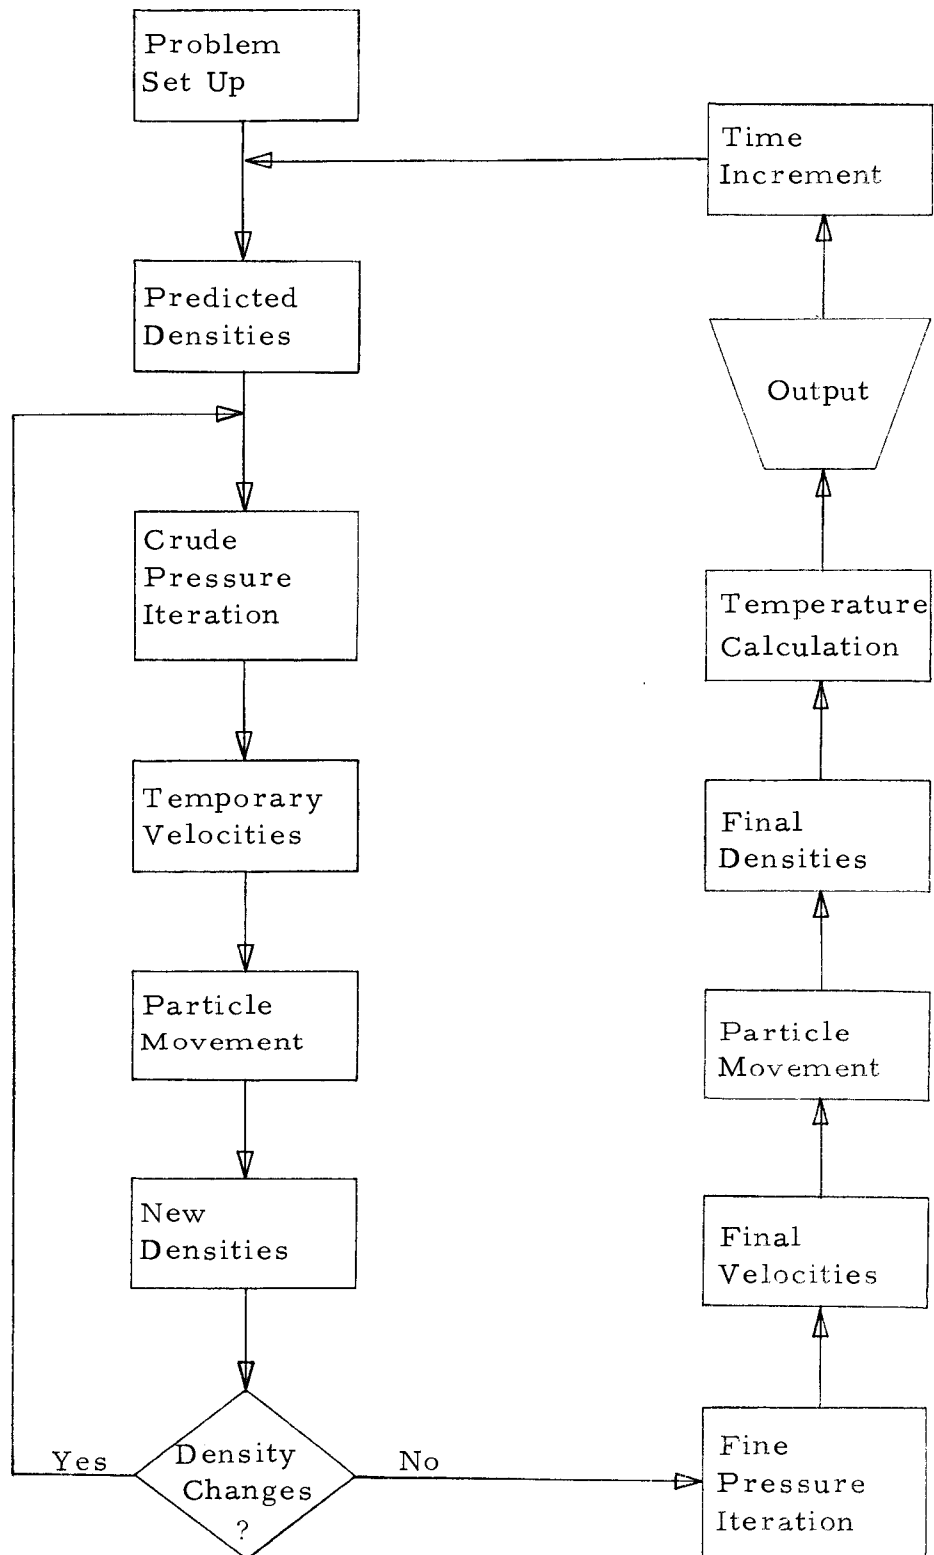 Problem
Set Up
Predicted
Densities
Crude
Pressure
Iteration
Temporary
Velocities
Particle
Movement
New
Densities
Density
Changes
?
Yes
No
Fine
Pressure
Iteration
Final
Velocities
Particle
Movement
Final
Densities
Temperature
Calculation
Output
Time
Increment